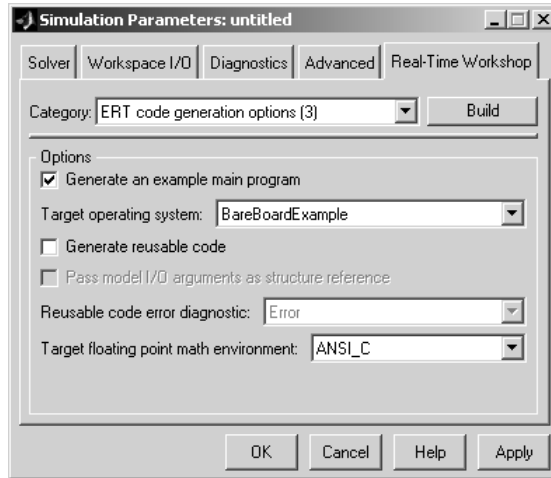 Simulation Parameters: untitled
Solver Workspace I/O Diagnostics Advanced Real-Time Workshop
Category: ERT code generation options (3) Build
Options
Generate an example main program
Target operating system: BareBoardExample
Generate reusable code
Pass model I/O arguments as structure reference
Reusable code error diagnostic: Error
Target floating point math environment: ANSI_C
OK Cancel Help Apply